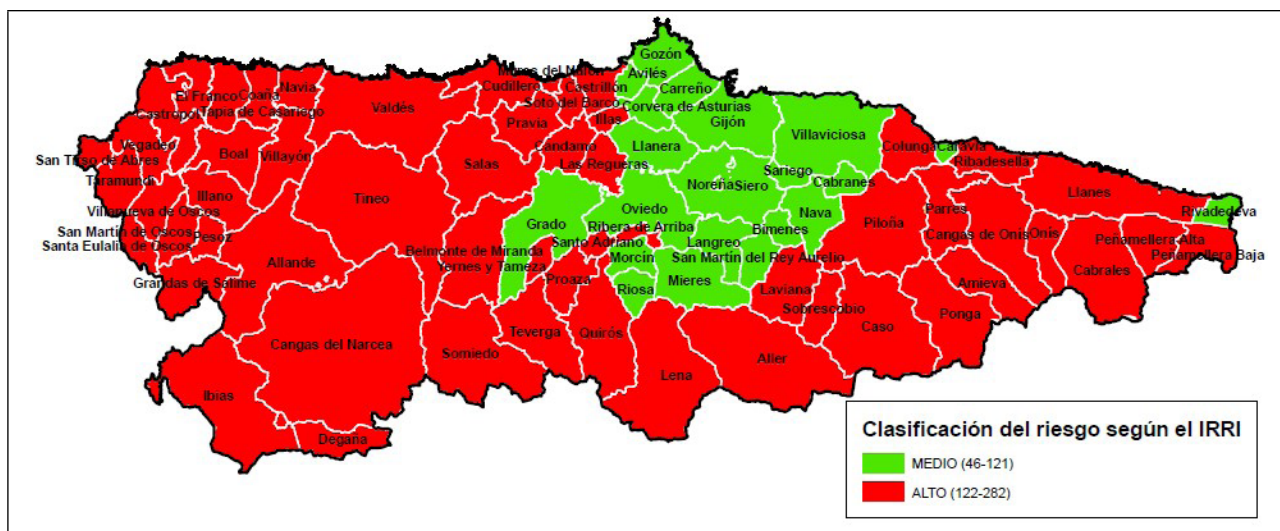 Gozón
Avilés
Muros del Nalón
Carreño
Cudillero
Castrillón
Navia
El Franco
Coaña
Soto del Barco
Corvera de Asturias
Valdés
Castropol
Tapia de Casariego
Pravia
Illas
Gijón
Villaviciosa
Vegadeo
Candamo
Llanera
Colunga
Caravia
San Tirso de Abres
Boal
Villayón
Salas
Las Regueras
Ribadesella
Sariego
Taramundi
Noreña
Siero
Cabranes
Llanes
Illano
Tineo
Villanueva de Oscos
Oviedo
Nava
Parres
Rivadedeva
Grado
Ribera de Arriba
Bimenes
Piloña
San Martín de Oscos
Pesoz
Cangas de Onís
Onís
Santa Eulalia de Oscos
Santo Adriano
Langreo
Peñamellera Alta
Belmonte de Miranda
Morcín
San Martín del Rey Aurelio
Peñamellera Baja
Allande
Yernes y Tameza
Cabrales
Grandas de Salime
Proaza
Mieres
Amieva
Riosa
Laviana
Sobrescobio
Ponga
Teverga
Quirós
Caso
Cangas del Narcea
Somiedo
Aller
Lena
Ibias
Degaña
Clasificación del riesgo según el IRRI
MEDIO (46-121)
ALTO (122-282)